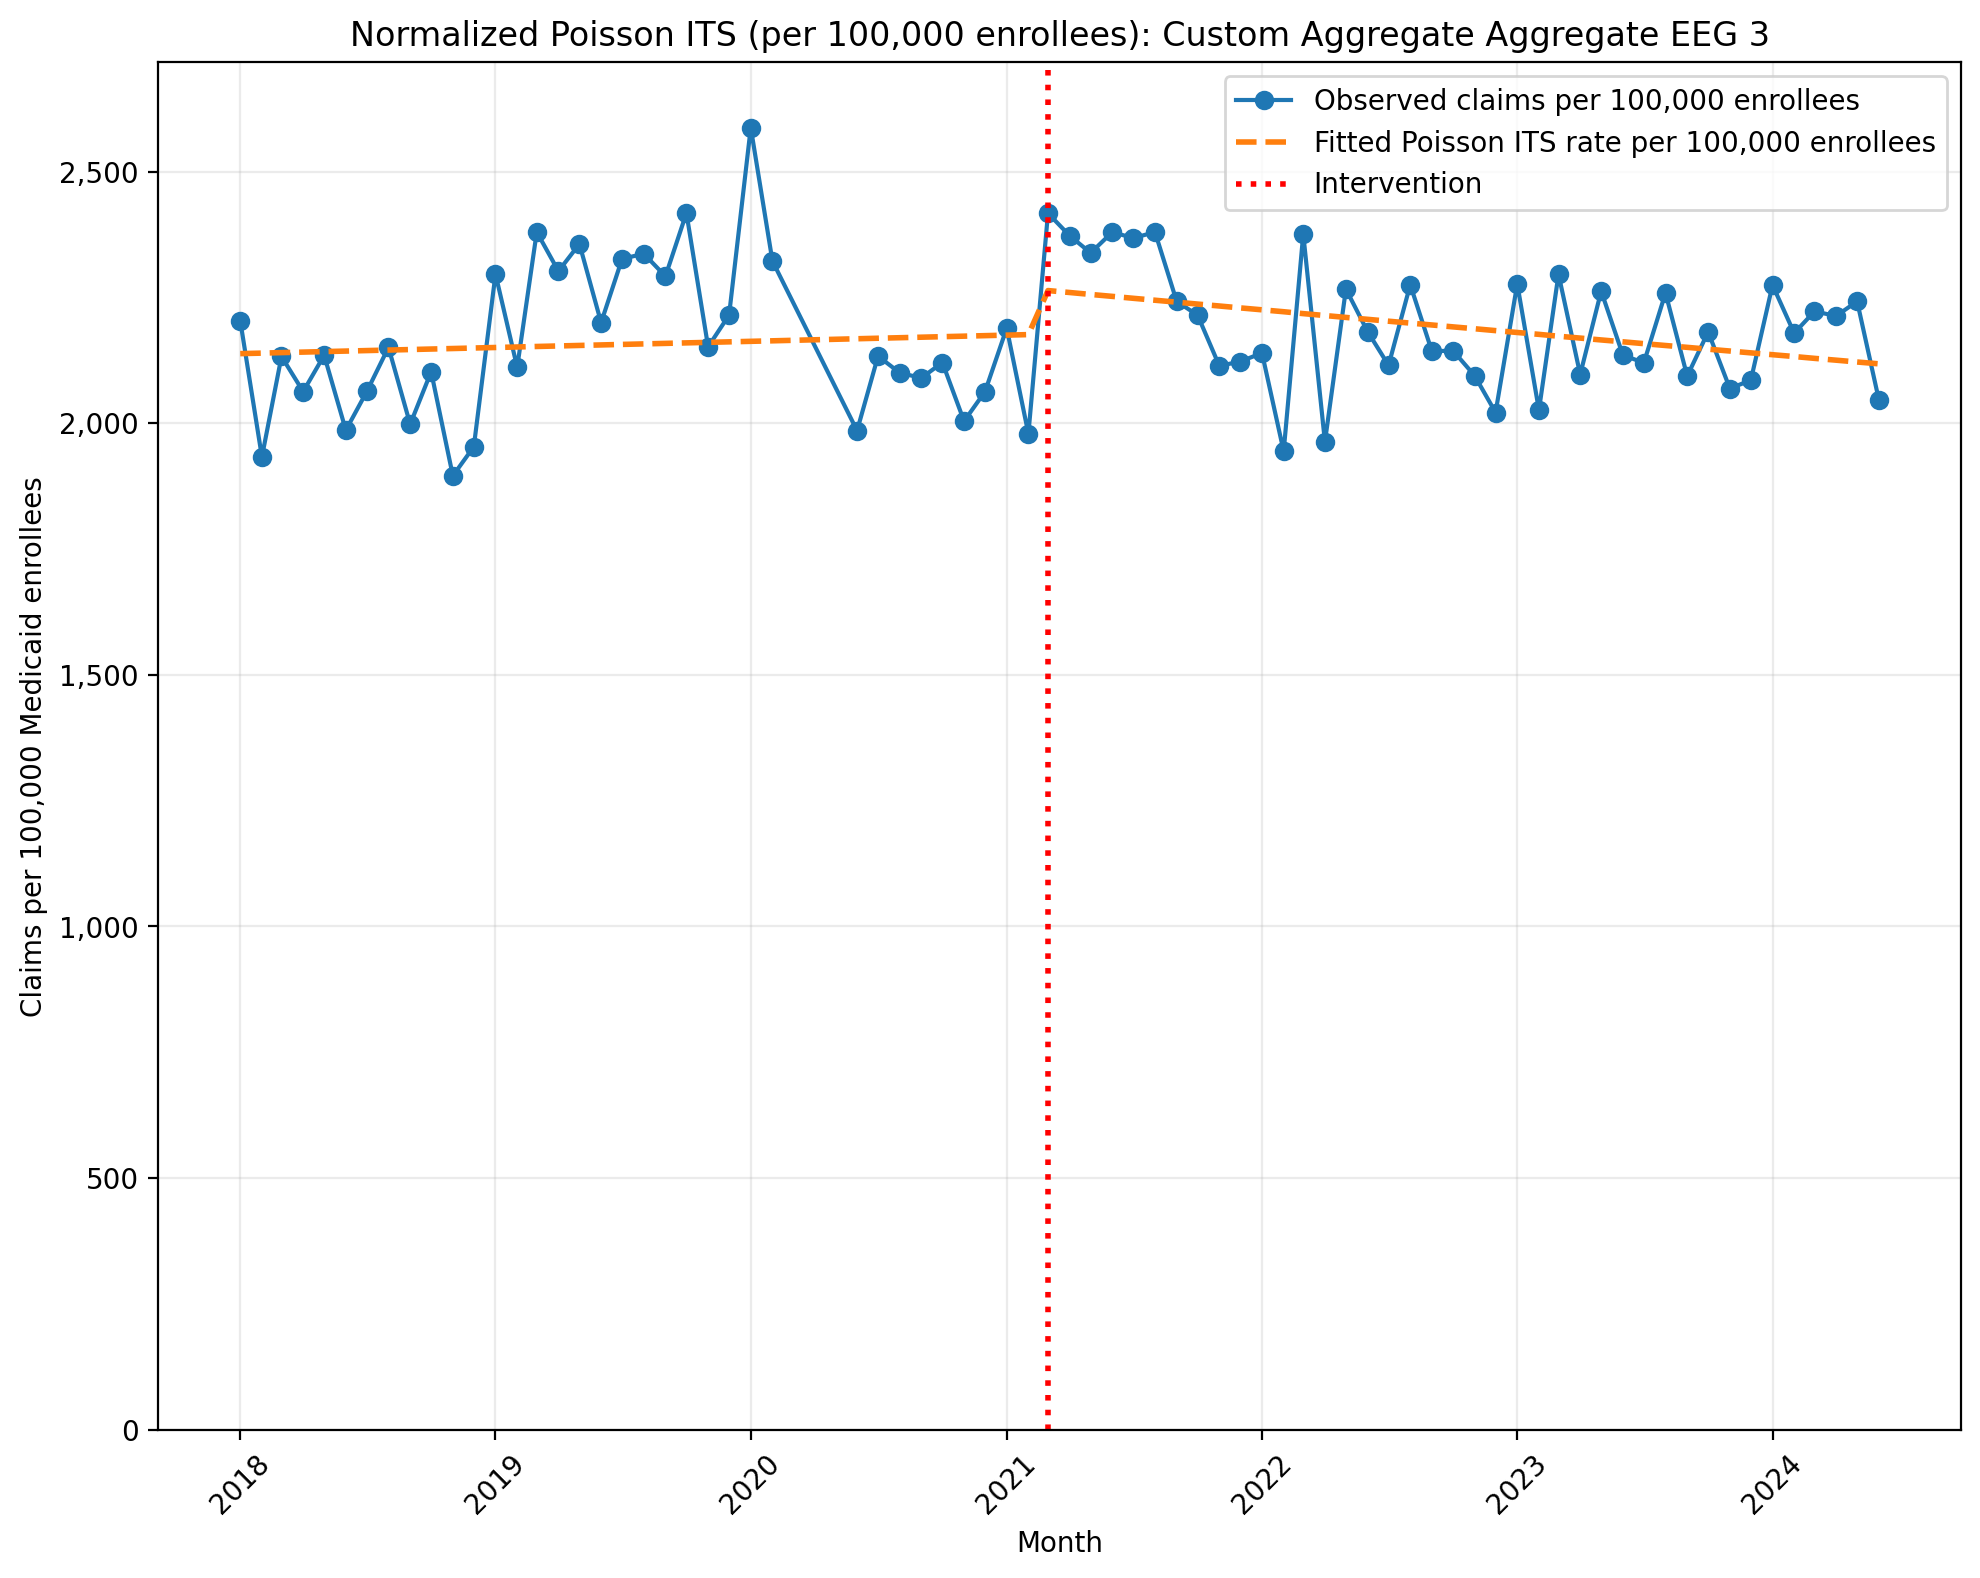 Normalized Poisson ITS (per 100,000 enrollees): Custom Aggregate Aggregate EEG 3
Observed claims per 100,000 enrollees
Fitted Poisson ITS rate per 100,000 enrollees
Intervention
Claims per 100,000 Medicaid enrollees
2,500
2,000
1,500
1,000
500
0
2018
2019
2020
2021
2022
2023
2024
Month